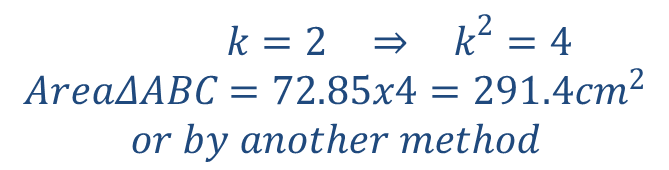 k = 2 ⇒ k² = 4
AreaΔABC = 72.85x4 = 291.4cm²
or by another method